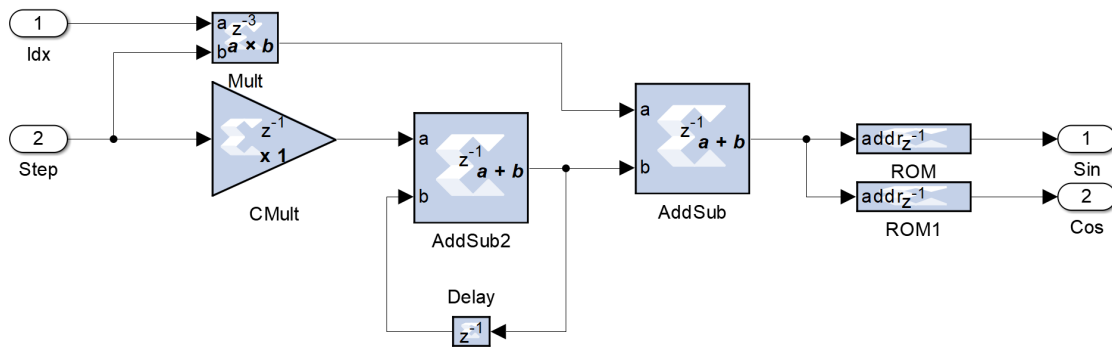 1
Idx
a
b
z-3
a × b
Mult
2
Step
z-1
x 1
CMult
a
b
z-1
a + b
AddSub2
Delay
z-1
a
b
z-1
a + b
AddSub
addr z-1
ROM
addr z-1
ROM1
1
Sin
2
Cos